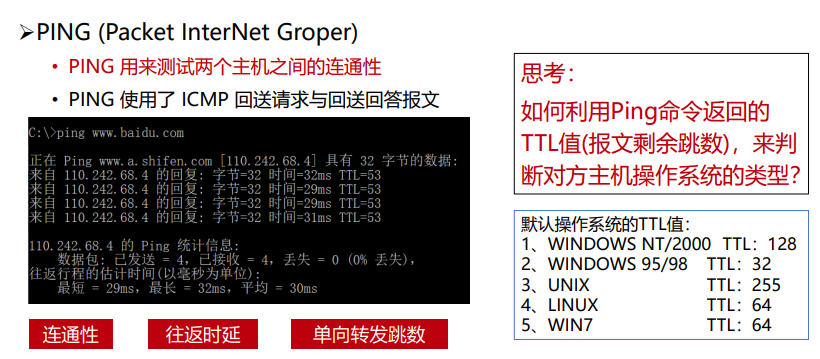 ➢PING (Packet InterNet Groper)
• PING 用来测试两个主机之间的连通性
• PING 使用了 ICMP 回送请求与回送回答报文
C:\>ping www.baidu.com
正在 Ping www.a.shifen.com [110.242.68.4] 具有 32 字节的数据:
来自 110.242.68.4 的回复: 字节=32 时间=32ms TTL=53
来自 110.242.68.4 的回复: 字节=32 时间=29ms TTL=53
来自 110.242.68.4 的回复: 字节=32 时间=29ms TTL=53
来自 110.242.68.4 的回复: 字节=32 时间=31ms TTL=53
110.242.68.4 的 Ping 统计信息:
数据包: 已发送 = 4，已接收 = 4，丢失 = 0 (0% 丢失)，
往返行程的估计时间(以毫秒为单位):
最短 = 29ms，最长 = 32ms，平均 = 30ms
连通性
往返时延
单向转发跳数
思考：
如何利用Ping命令返回的
TTL值(报文剩余跳数)，来判
断对方主机操作系统的类型？
默认操作系统的TTL值：
1、WINDOWS NT/2000 TTL：128
2、WINDOWS 95/98 TTL：32
3、UNIX TTL：255
4、LINUX TTL：64
5、WIN7 TTL：64